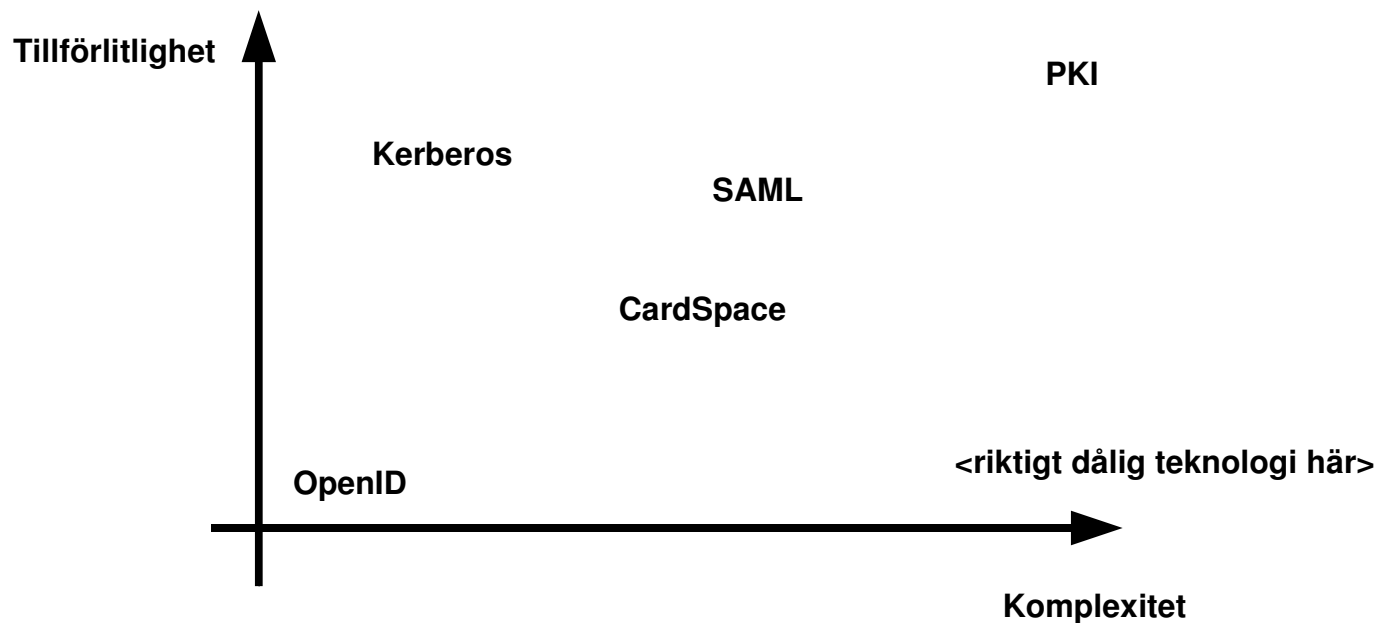 Tillförlitlighet
PKI
Kerberos
SAML
CardSpace
<riktigt dålig teknologi här>
OpenID
Komplexitet